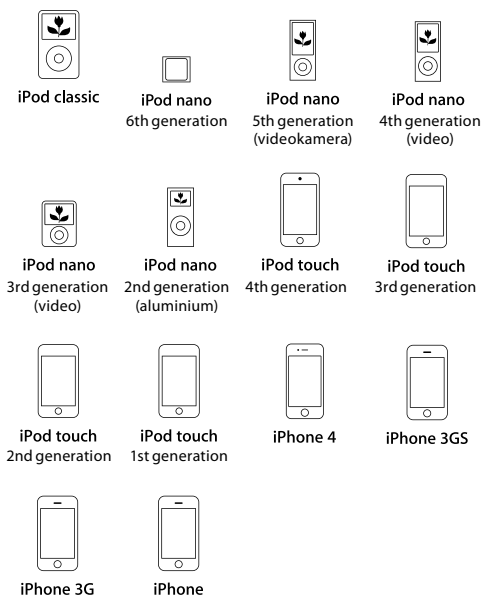 iPod classic
iPod nano
6th generation
iPod nano
5th generation
(videokamera)
iPod nano
4th generation
(video)
iPod nano
3rd generation
(video)
iPod nano
2nd generation
(aluminium)
iPod touch
4th generation
iPod touch
3rd generation
iPod touch
2nd generation
iPod touch
1st generation
iPhone 4
iPhone 3GS
iPhone 3G
iPhone